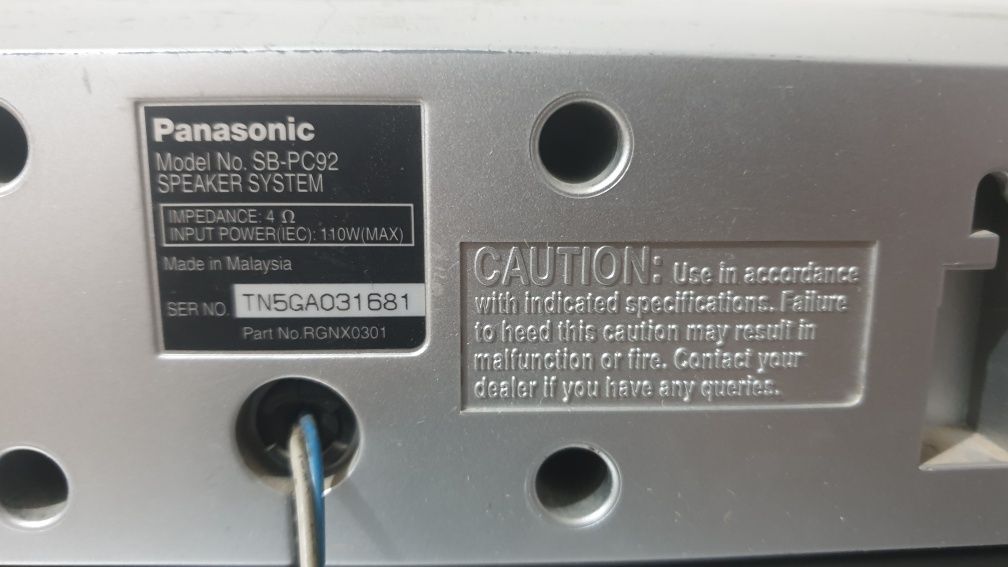 Panasonic
Model No. SB-PC92
SPEAKER SYSTEM
IMPEDANCE: 4 Ω
INPUT POWER(IEC): 110W(MAX)
Made in Malaysia
SER NO. TN5GA031681
Part No.RGNX0301
CAUTION: Use in accordance
with indicated specifications. Failure
to heed this caution may result in
malfunction or fire. Contact your
dealer if you have any queries.